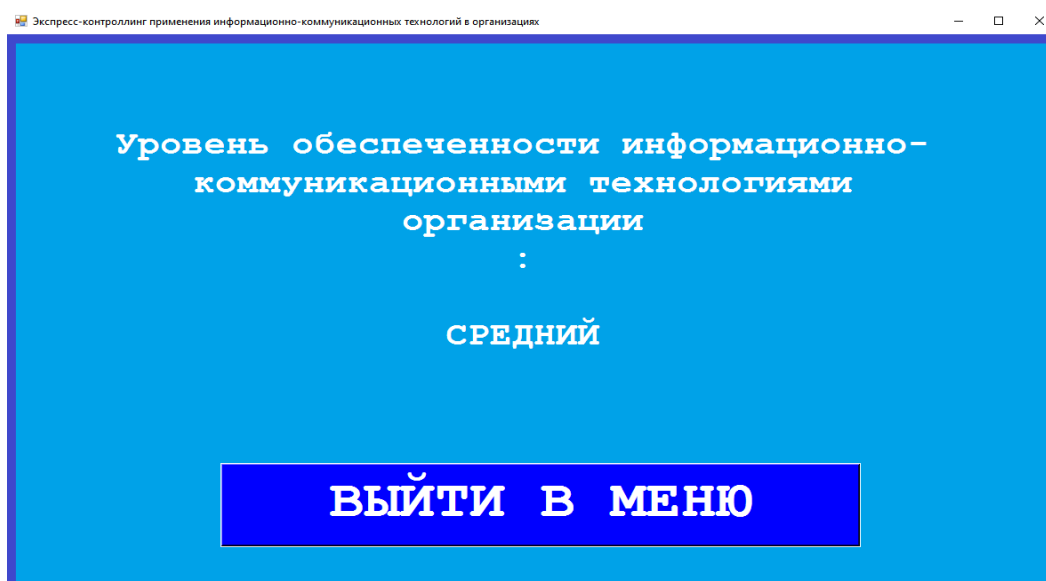 Экспресс-контроллинг применения информационно-коммуникационных технологий в организациях
Уровень обеспеченности информационно-
коммуникационными технологиями
организации
:
СРЕДНИЙ
ВЫЙТИ В МЕНЮ